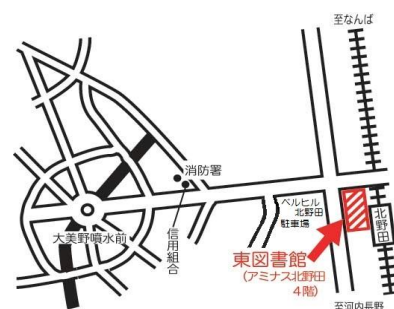 至なんば
消防署
信用組合
大美野噴水前
ベルヒル
北野田
駐車場
北野田
東図書館
(アミナス北野田
4階)
至河内長野